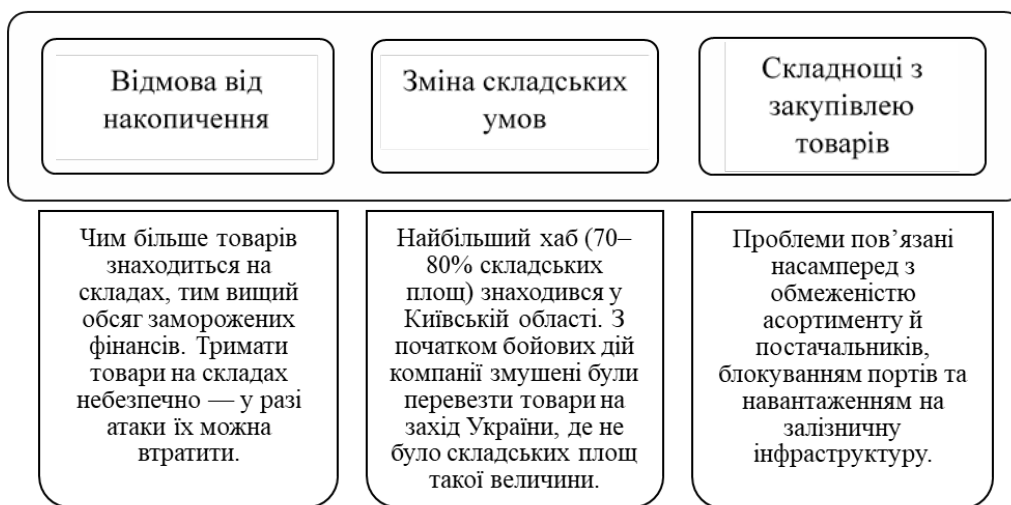 Відмова від
накопичення
Зміна складських
умов
Складнощі з
закупівлею
товарів
Чим більше товарів
знаходиться на
складах, тим вищий
обсяг заморожених
фінансів. Тримати
товари на складах
небезпечно — у разі
атаки їх можна
втратити.
Найбільший хаб (70–
80% складських
площ) знаходився у
Київській області. З
початком бойових дій
компанії змушені були
перевезти товари на
захід України, де не
було складських площ
такої величини.
Проблеми пов’язані
насамперед з
обмеженістю
асортименту й
постачальників,
блокуванням портів та
навантаженням на
залізничну
інфраструктуру.